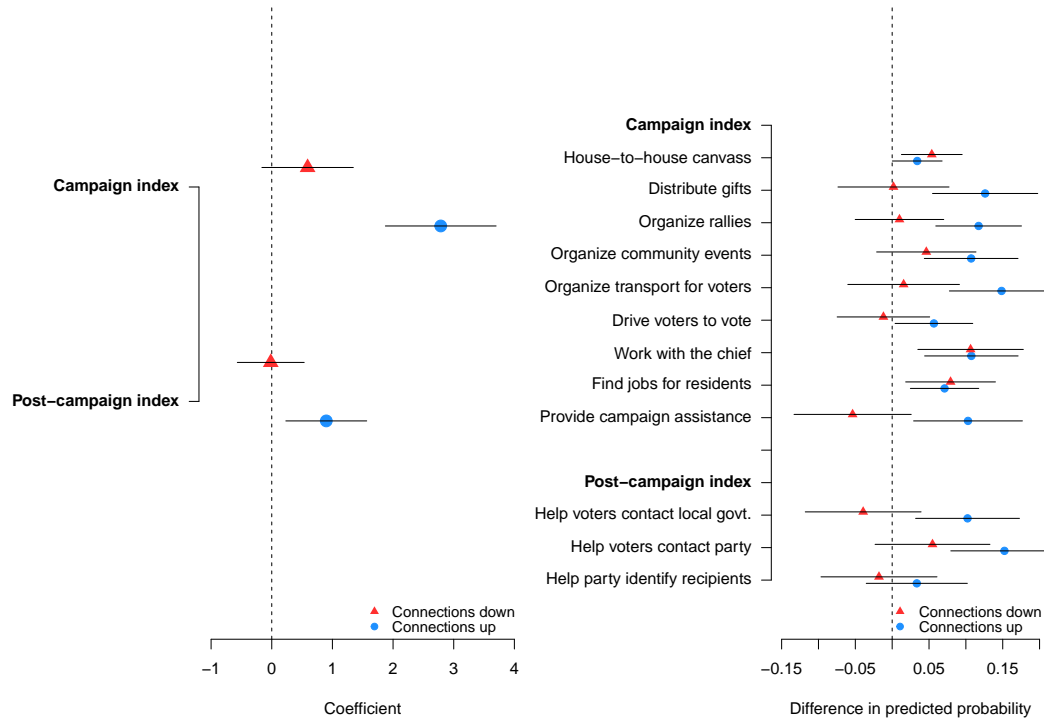 Campaign index
Post−campaign index
Connections down
Connections up
−1 0 1 2 3 4
Coefficient
Campaign index
House−to−house canvass
Distribute gifts
Organize rallies
Organize community events
Organize transport for voters
Drive voters to vote
Work with the chief
Find jobs for residents
Provide campaign assistance
Post−campaign index
Help voters contact local govt.
Help voters contact party
Help party identify recipients
Connections down
Connections up
−0.15 −0.05 0.05 0.15
Difference in predicted probability